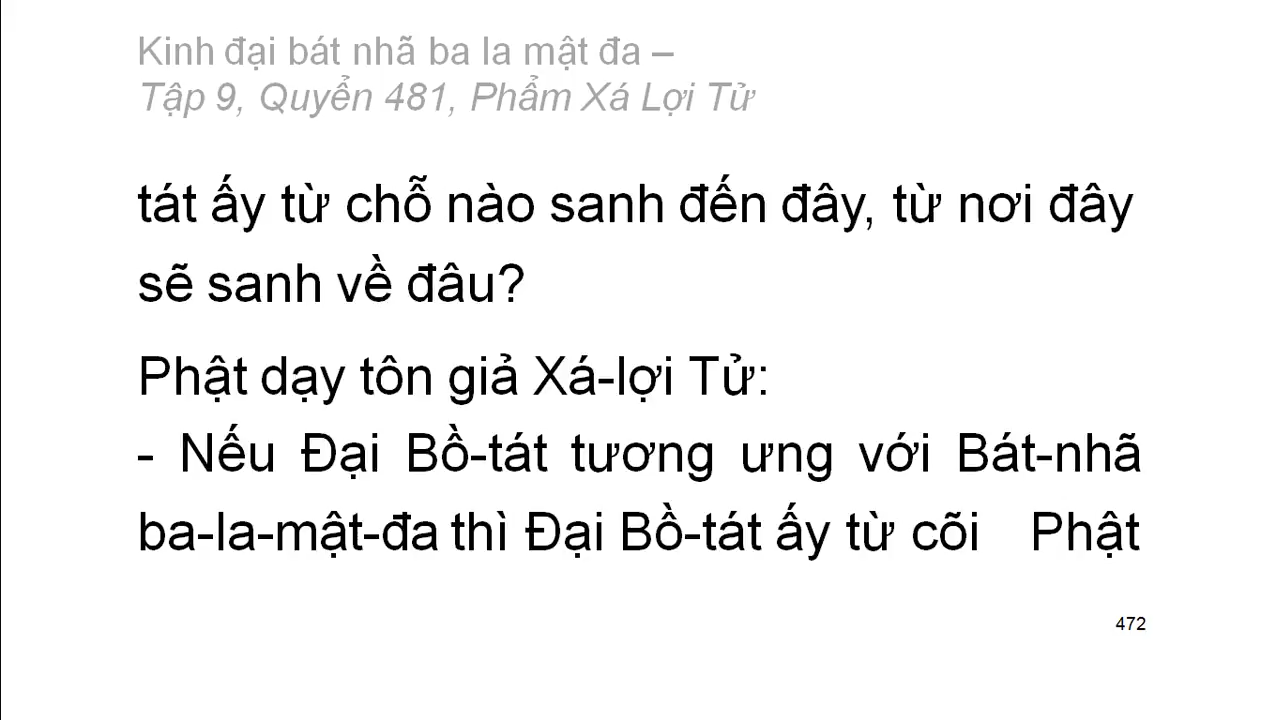 Kinh đại bát nhã ba la mật đa –
Tập 9, Quyển 481, Phẩm Xá Lợi Tử
tát ấy từ chỗ nào sanh đến đây, từ nơi đây
sẽ sanh về đâu?
Phật dạy tôn giả Xá-lợi Tử:
- Nếu Đại Bồ-tát tương ưng với Bát-nhã
ba-la-mật-đa thì Đại Bồ-tát ấy từ cõi Phật
472